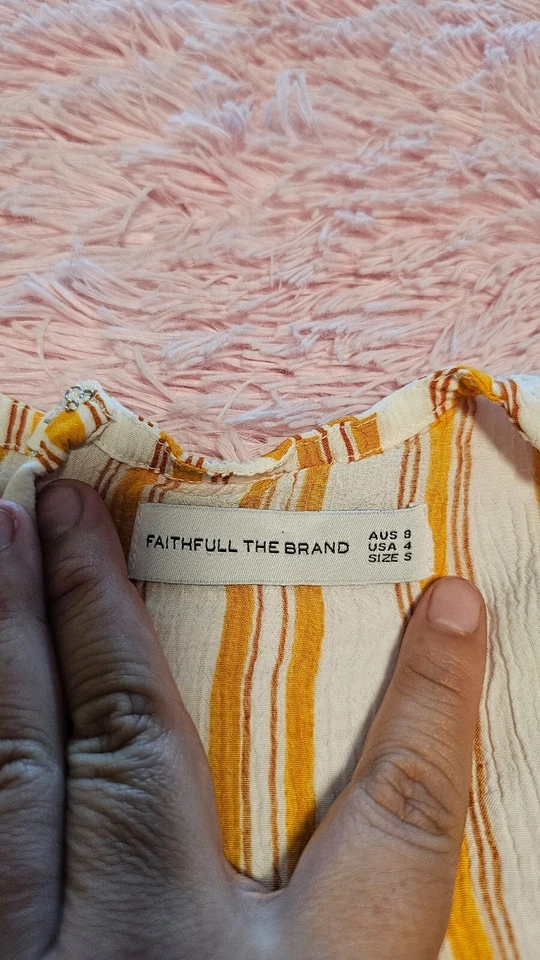 FAITHFULL THE BRAND
AUS 8
USA 4
SIZE S